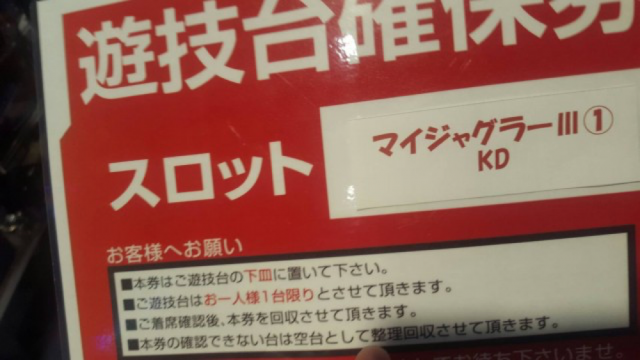 遊技台確保券
スロット
マイジャグラーⅢ①
KD
お客様へお願い
■本券はご遊技台の下皿に置いて下さい。
■ご遊技台はお一人様1台限りとさせて頂きます。
■ご着席確認後、本券を回収させて頂きます。
■本券の確認できない台は空台として整理回収させて頂きます。